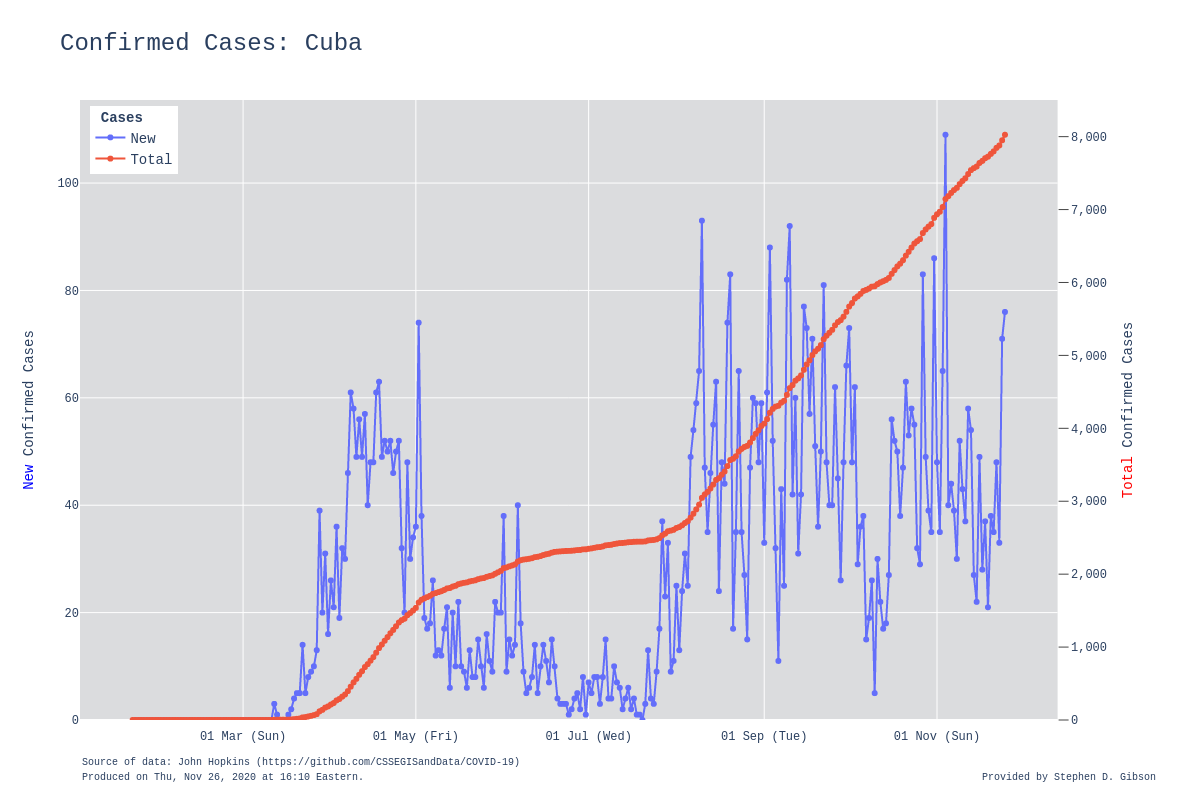 Confirmed Cases: Cuba
Cases
New
Total
100
80
60
40
20
0
8,000
7,000
6,000
5,000
4,000
3,000
2,000
1,000
0
New Confirmed Cases
Total Confirmed Cases
01 Mar (Sun)
01 May (Fri)
01 Jul (Wed)
01 Sep (Tue)
01 Nov (Sun)
Source of data: John Hopkins (https://github.com/CSSEGISandData/COVID-19)
Produced on Thu, Nov 26, 2020 at 16:10 Eastern.
Provided by Stephen D. Gibson